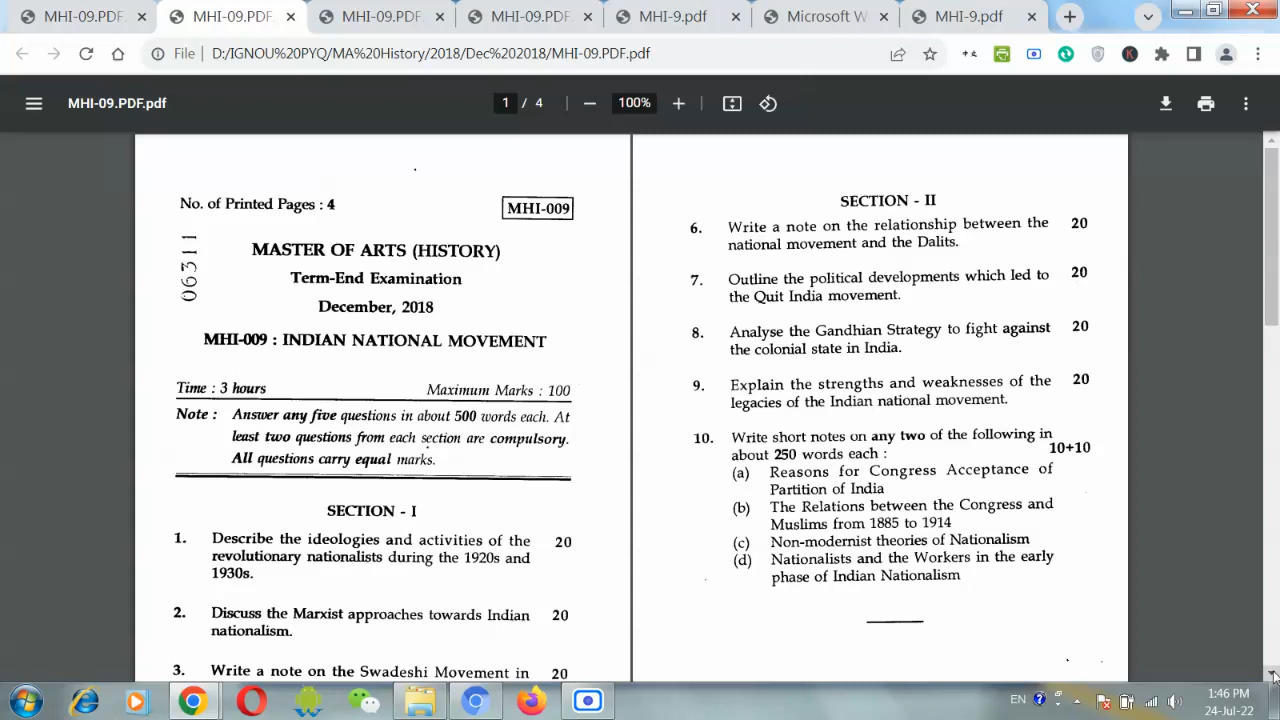 MHI-09.PDF.
MHI-09.PDF.
MHI-09.PDF.
MHI-09.PDF
MHI-9.pdf
Microsoft W
File D:/IGNOU%20PYO/MA%20History/2018/Dec%202018/MHI-09.PDF.pdf
MHI-09.PDF.pdf
1 / 4
100%
No. of Printed Pages : 4
MHI-009
06311
MASTER OF ARTS (HISTORY)
Term-End Examination
December, 2018
MHI-009 : INDIAN NATIONAL MOVEMENT
Time : 3 hours Maximum Marks : 100
Note : Answer any five questions in about 500 words each. At
least two questions from each section are compulsory.
All questions carry equal marks.
SECTION - I
1. Describe the ideologies and activities of the 20
revolutionary nationalists during the 1920s and
1930s.
2. Discuss the Marxist approaches towards Indian 20
nationalism.
3. Write a note on the Swadeshi Movement in 20
SECTION - II
6. Write a note on the relationship between the 20
national movement and the Dalits.
7. Outline the political developments which led to 20
the Quit India movement.
8. Analyse the Gandhian Strategy to fight against 20
the colonial state in India.
9. Explain the strengths and weaknesses of the 20
legacies of the Indian national movement.
10. Write short notes on any two of the following in
about 250 words each : 10+10
(a) Reasons for Congress Acceptance of
Partition of India
(b) The Relations between the Congress and
Muslims from 1885 to 1914
(c) Non-modernist theories of Nationalism
(d) Nationalists and the Workers in the early
phase of Indian Nationalism
EN
1:46 PM
24-Jul-22